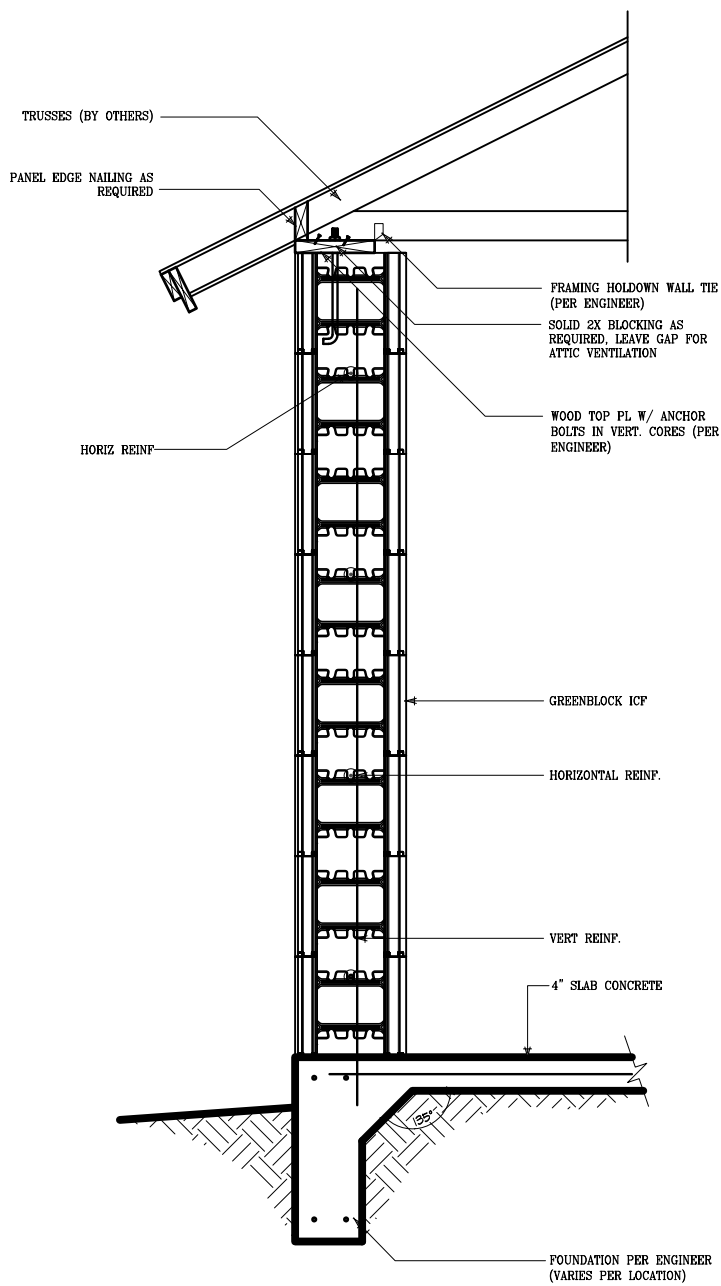 TRUSSES (BY OTHERS)
PANEL EDGE NAILING AS
REQUIRED
FRAMING HOLDOWN WALL TIE
(PER ENGINEER)
SOLID 2X BLOCKING AS
REQUIRED, LEAVE GAP FOR
ATTIC VENTILATION
WOOD TOP PL W/ ANCHOR
BOLTS IN VERT. CORES (PER
ENGINEER)
HORIZ REINF
GREENBLOCK ICF
HORIZONTAL REINF.
VERT REINF.
4" SLAB CONCRETE
135°
FOUNDATION PER ENGINEER
(VARIES PER LOCATION)